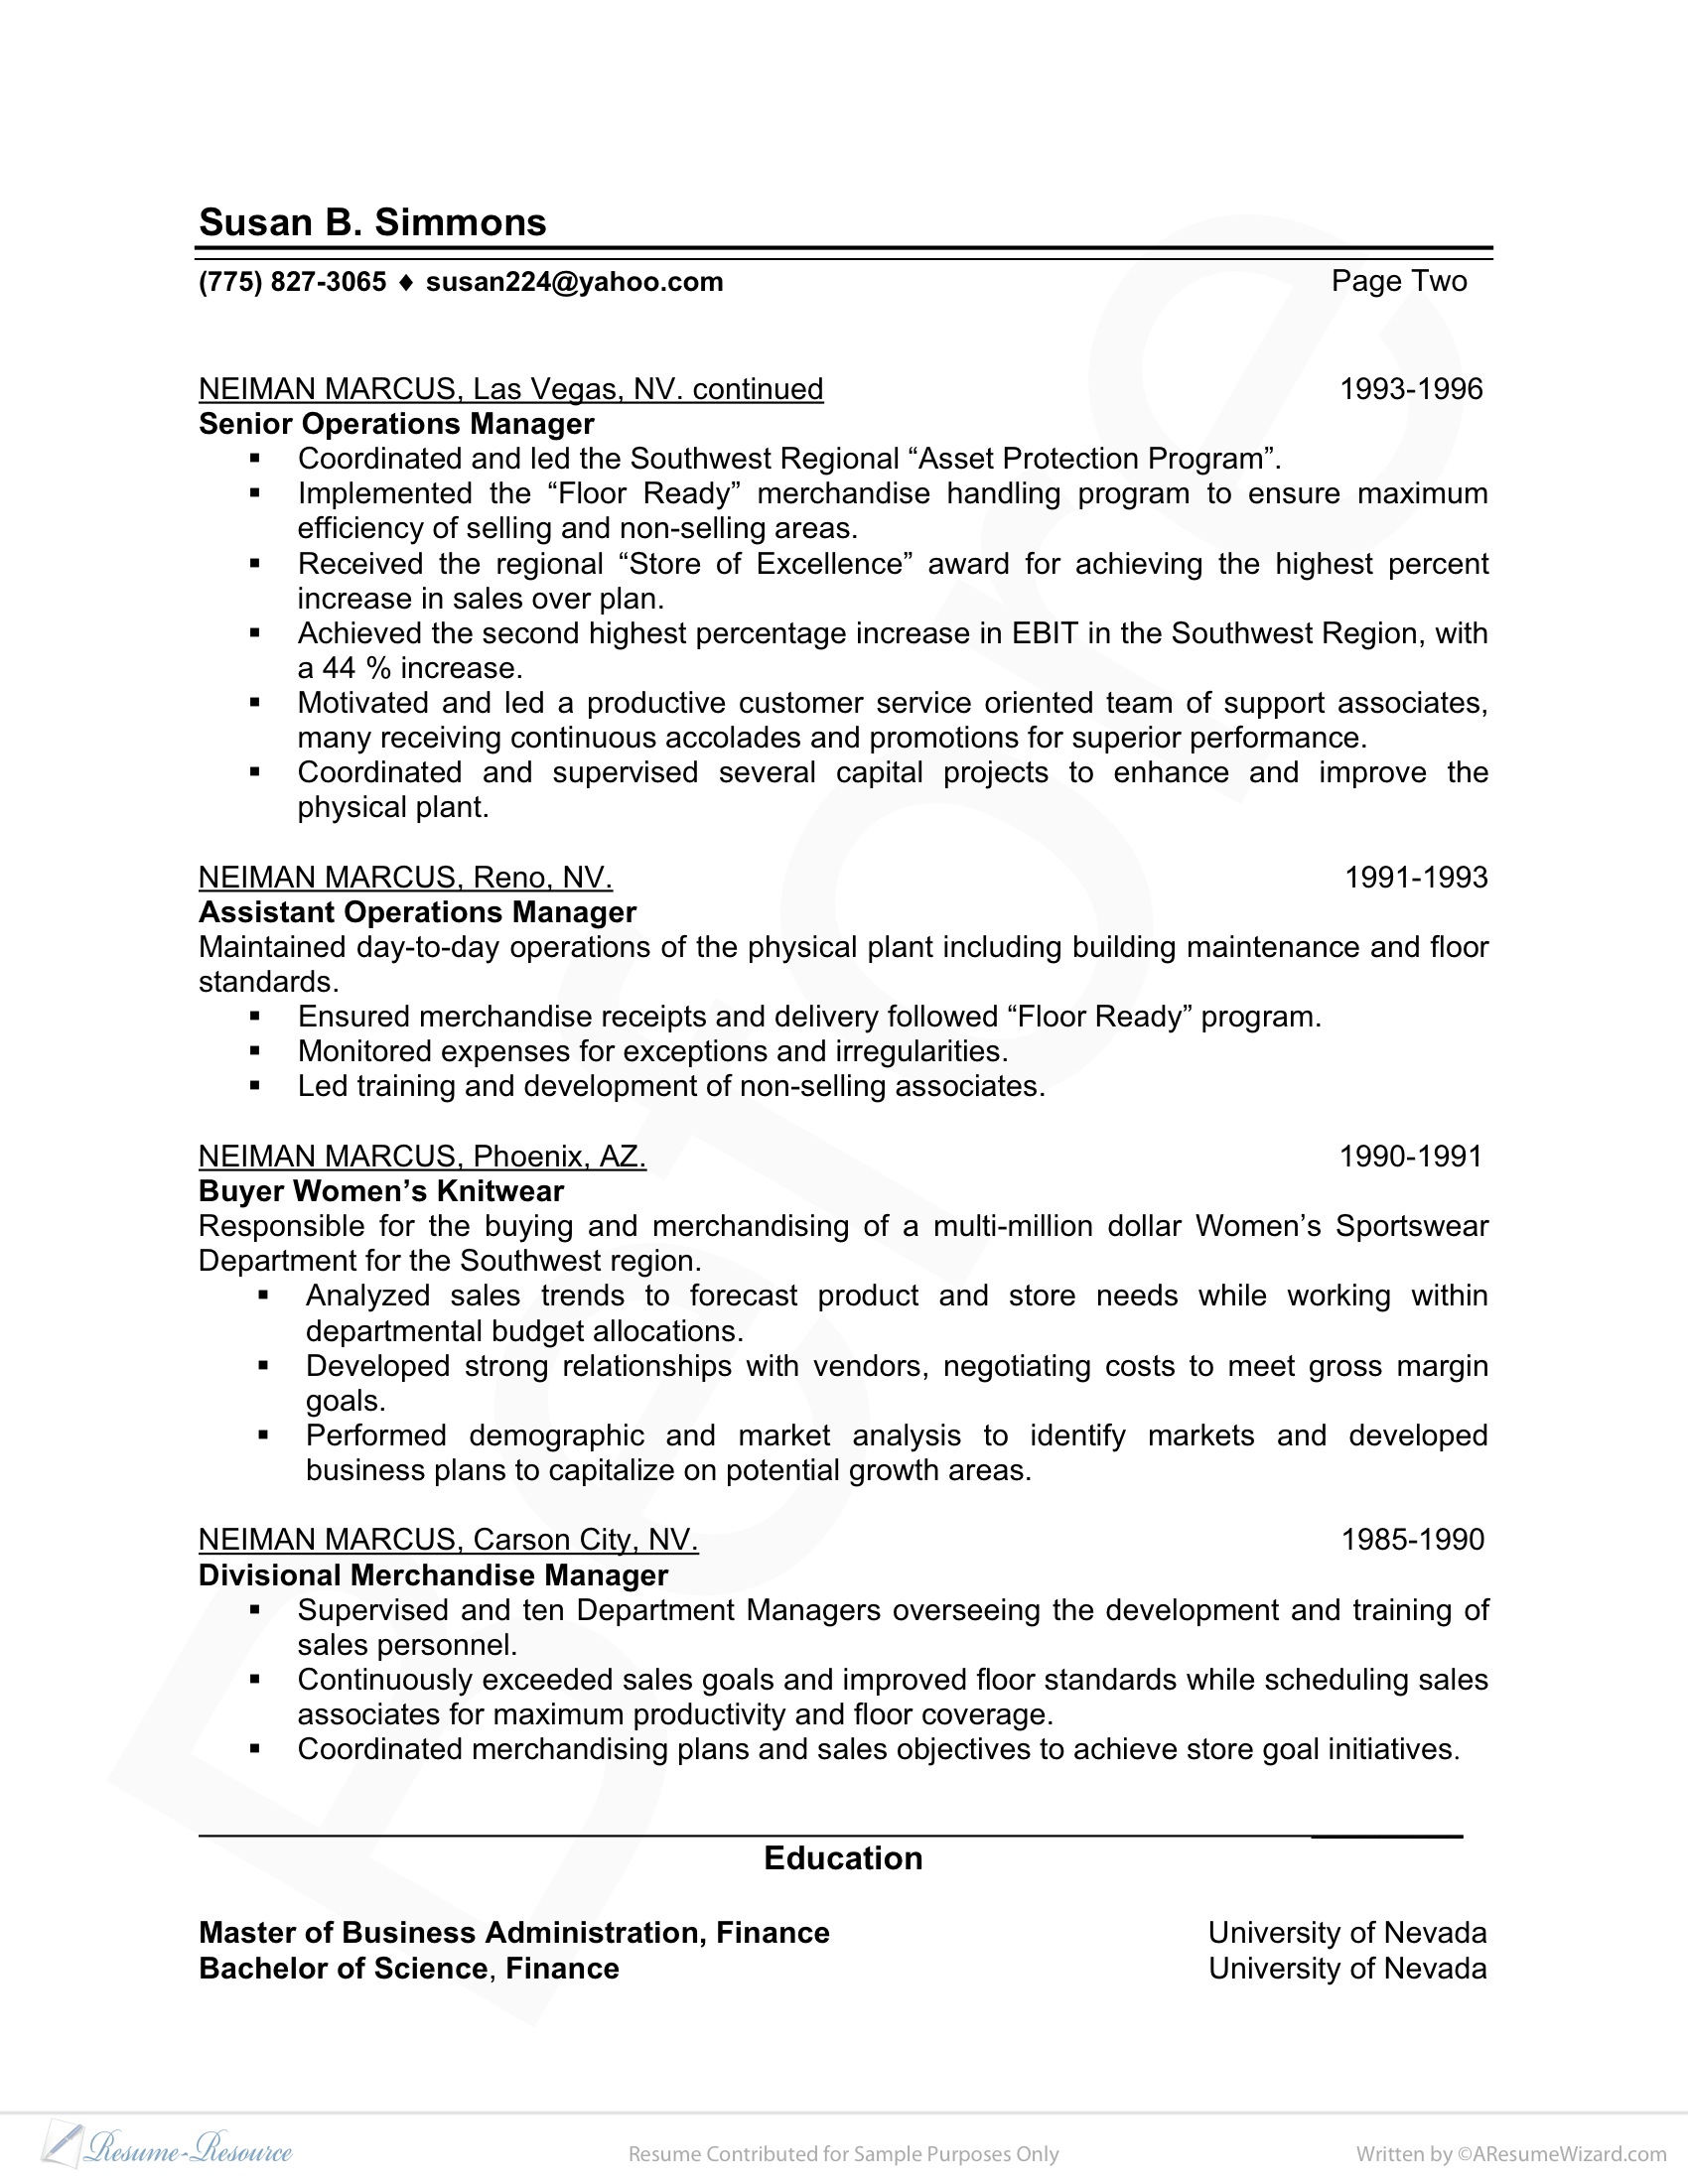 Susan B. Simmons
(775) 827-3065 ♦ susan224@yahoo.com Page Two
NEIMAN MARCUS, Las Vegas, NV. continued 1993-1996
Senior Operations Manager
▪ Coordinated and led the Southwest Regional “Asset Protection Program”.
▪ Implemented the “Floor Ready” merchandise handling program to ensure maximum
efficiency of selling and non-selling areas.
▪ Received the regional “Store of Excellence” award for achieving the highest percent
increase in sales over plan.
▪ Achieved the second highest percentage increase in EBIT in the Southwest Region, with
a 44 % increase.
▪ Motivated and led a productive customer service oriented team of support associates,
many receiving continuous accolades and promotions for superior performance.
▪ Coordinated and supervised several capital projects to enhance and improve the
physical plant.
NEIMAN MARCUS, Reno, NV. 1991-1993
Assistant Operations Manager
Maintained day-to-day operations of the physical plant including building maintenance and floor
standards.
▪ Ensured merchandise receipts and delivery followed “Floor Ready” program.
▪ Monitored expenses for exceptions and irregularities.
▪ Led training and development of non-selling associates.
NEIMAN MARCUS, Phoenix, AZ. 1990-1991
Buyer Women’s Knitwear
Responsible for the buying and merchandising of a multi-million dollar Women’s Sportswear
Department for the Southwest region.
▪ Analyzed sales trends to forecast product and store needs while working within
departmental budget allocations.
▪ Developed strong relationships with vendors, negotiating costs to meet gross margin
goals.
▪ Performed demographic and market analysis to identify markets and developed
business plans to capitalize on potential growth areas.
NEIMAN MARCUS, Carson City, NV. 1985-1990
Divisional Merchandise Manager
▪ Supervised and ten Department Managers overseeing the development and training of
sales personnel.
▪ Continuously exceeded sales goals and improved floor standards while scheduling sales
associates for maximum productivity and floor coverage.
▪ Coordinated merchandising plans and sales objectives to achieve store goal initiatives.
Education
Master of Business Administration, Finance University of Nevada
Bachelor of Science, Finance University of Nevada
Before
Resume-Resource Resume Contributed for Sample Purposes Only Written by ©AResumeWizard.com